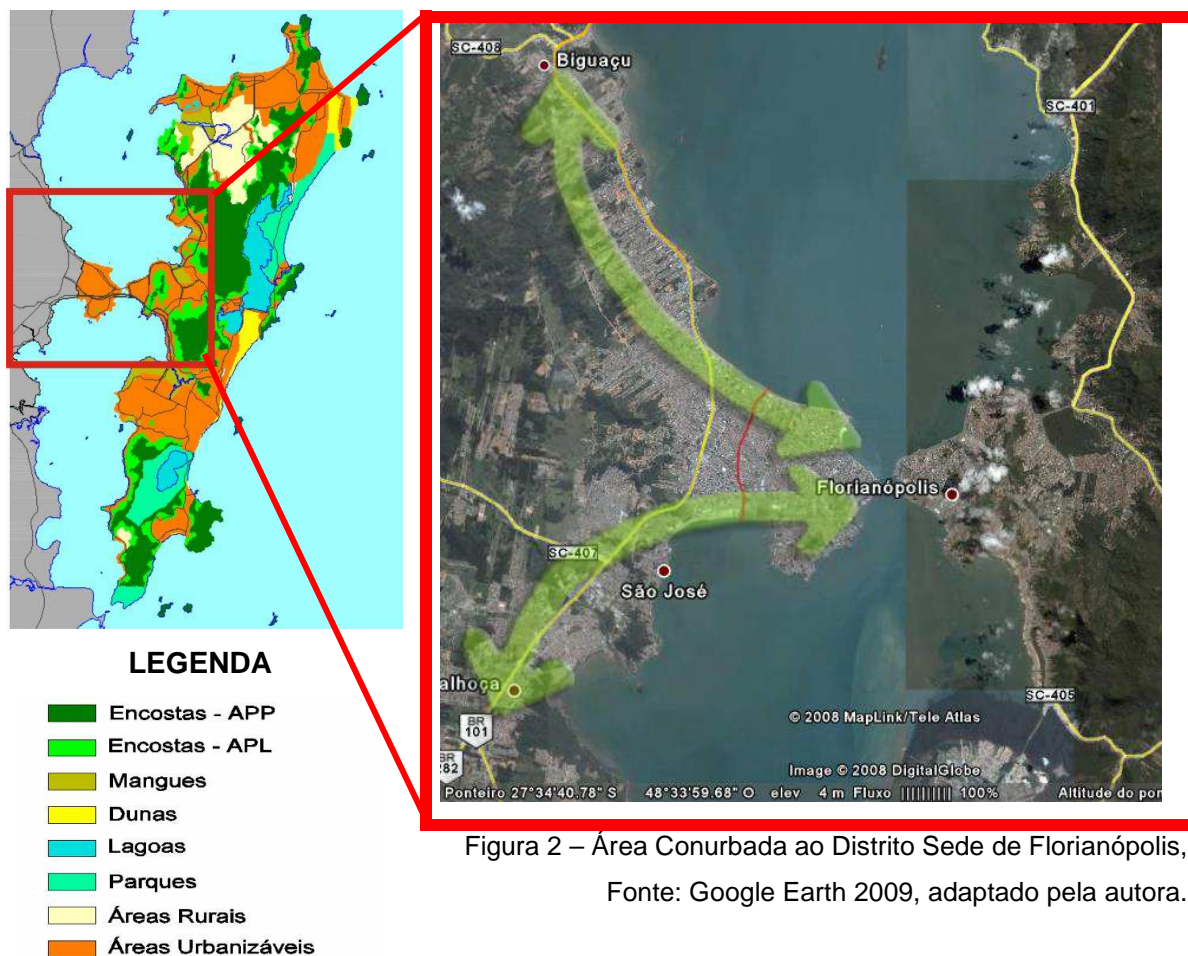 SC-408
Biguaçu
SC-401
Florianópolis
SC-407
São José
alhoça
SC-405
BR
101
BR
282
© 2008 MapLink/Tele Atlas
Image © 2008 DigitalGlobe
Ponteiro 27°34'40.78" S 48°33'59.68" O elev 4 m Fluxo ||||||||| 100% Altitude do pon
LEGENDA
Encostas - APP
Encostas - APL
Mangues
Dunas
Lagoas
Parques
Áreas Rurais
Áreas Urbanizáveis
Figura 2 – Área Conurbada ao Distrito Sede de Florianópolis,
Fonte: Google Earth 2009, adaptado pela autora.